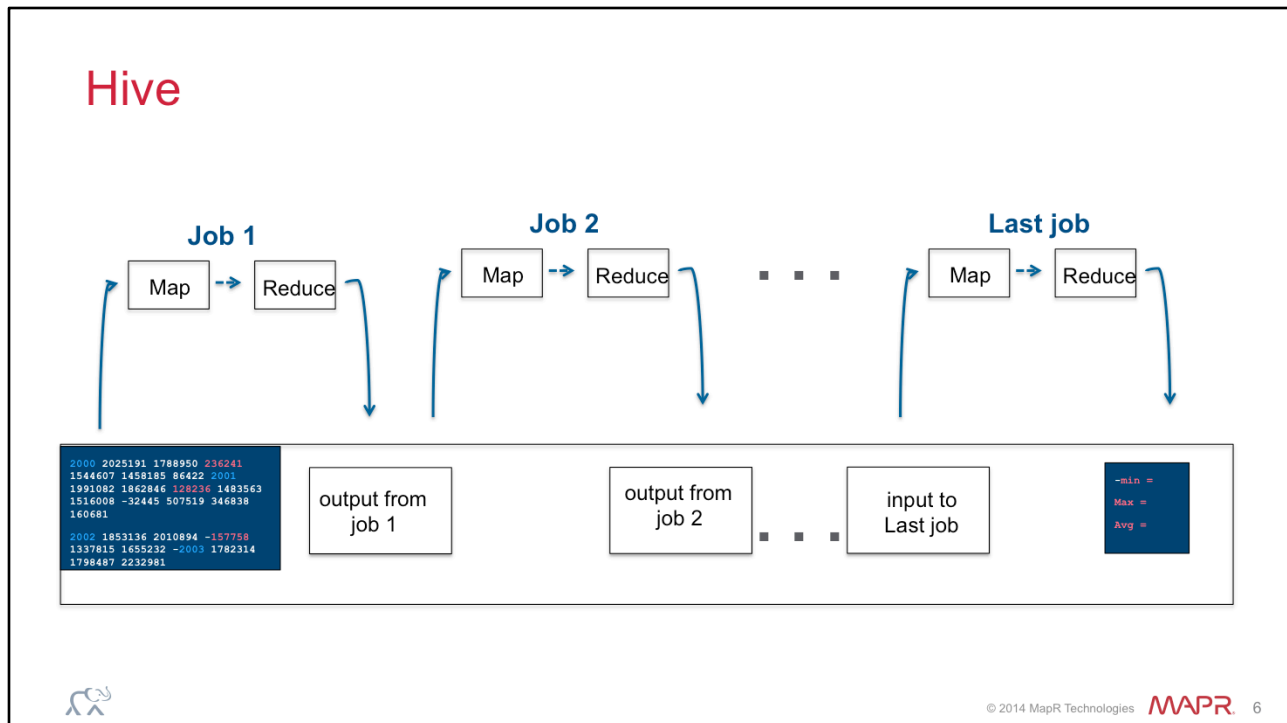 Hive
Job 1
Map
Reduce
Job 2
Map
Reduce
. . .
Last job
Map
Reduce
2000 2025191 1788950 236241
1544607 1458185 86422 2001
1991082 1862846 128236 1483563
1516008 -32445 507519 346838
160681
2002 1853136 2010894 -157758
1337815 1655232 -2003 1782314
1798487 2232981
output from
job 1
output from
job 2
. . .
input to
Last job
-min =
Max =
Avg =
© 2014 MapR Technologies MAPR. 6